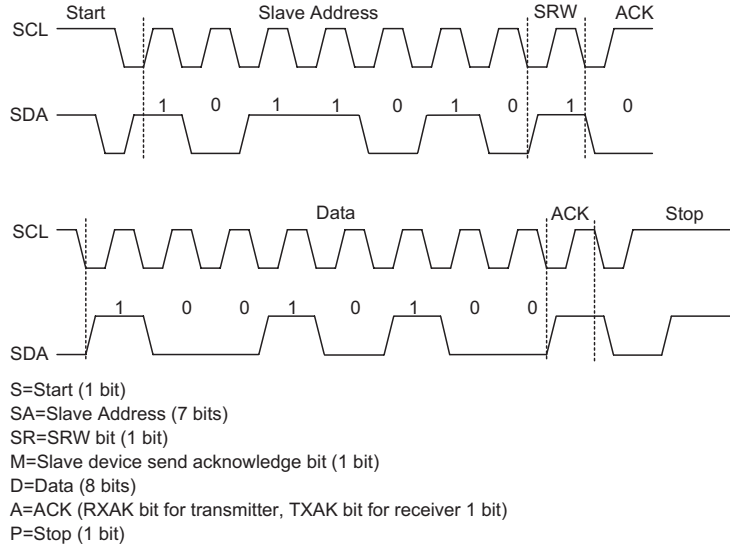 Start Slave Address SRW ACK
SCL
1 0 1 1 0 1 0 1 0
SDA
Data ACK Stop
SCL
1 0 0 1 0 1 0 0
SDA
S=Start (1 bit)
SA=Slave Address (7 bits)
SR=SRW bit (1 bit)
M=Slave device send acknowledge bit (1 bit)
D=Data (8 bits)
A=ACK (RXAK bit for transmitter, TXAK bit for receiver 1 bit)
P=Stop (1 bit)